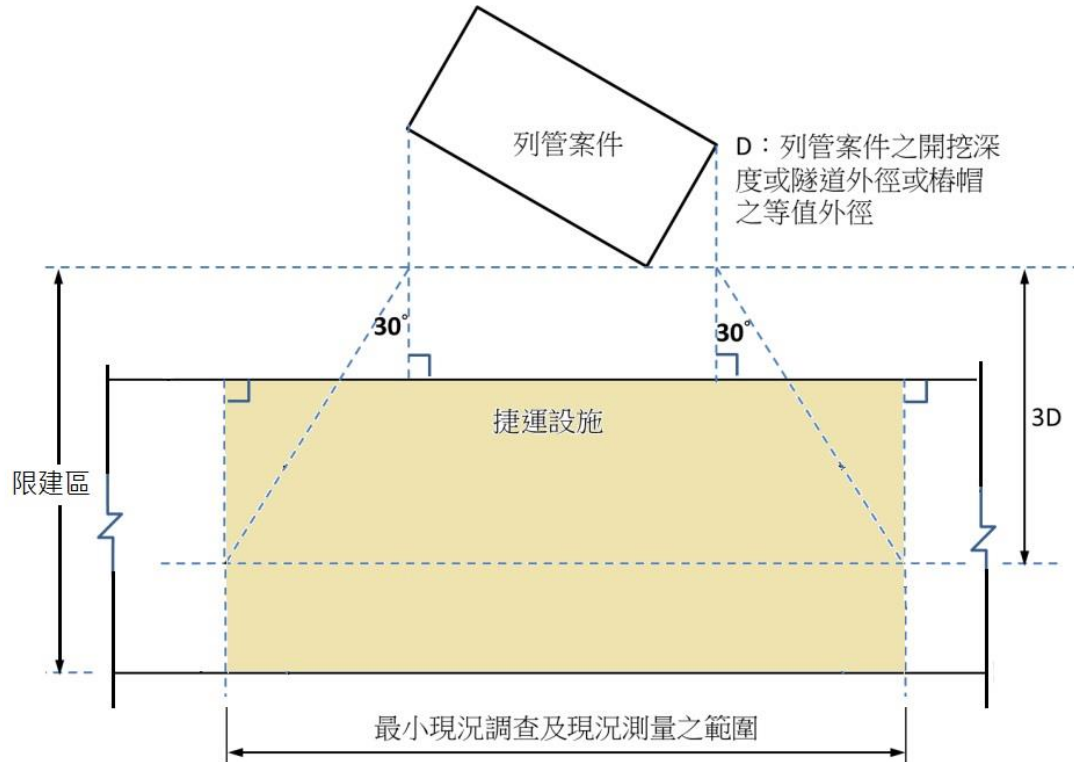 列管案件
D：列管案件之開挖深
度或隧道外徑或樁帽
之等值外徑
30°
30°
捷運設施
3D
限建區
最小現況調查及現況測量之範圍